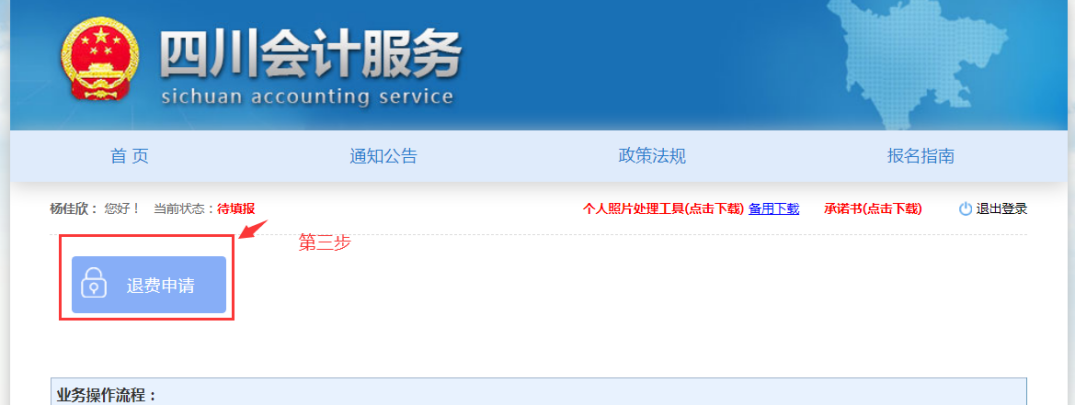 四川会计服务
sichuan accounting service
首 页 通知公告 政策法规 报名指南
杨佳欣：您好！ 当前状态：待填报 个人照片处理工具(点击下载) 备用下载 承诺书(点击下载) 退出登录
第三步
退费申请
业务操作流程：